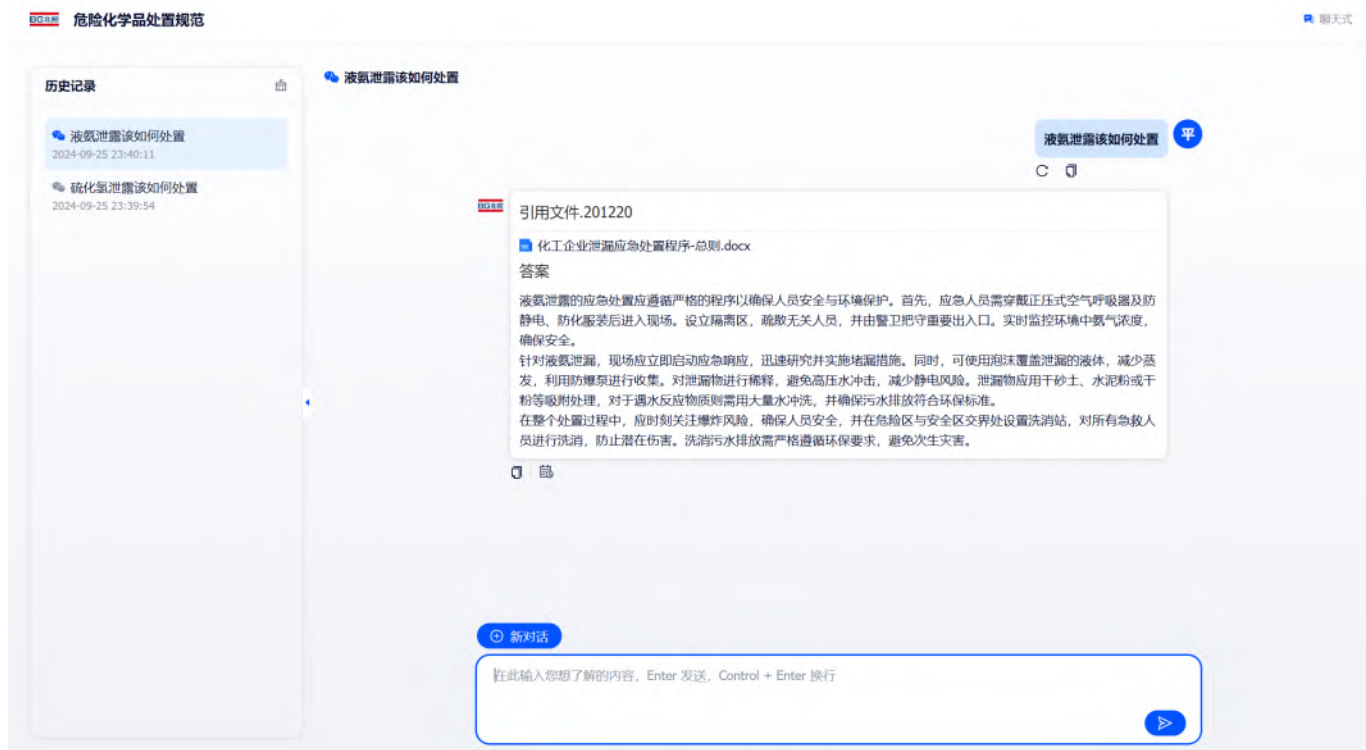 BG北控 危险化学品处置规范
聊天式
历史记录
液氨泄露该如何处置
2024-09-25 23:40:11
硫化氢泄露该如何处置
2024-09-25 23:39:54
液氨泄露该如何处置
液氨泄露该如何处置
平
BG北控
引用文件.201220
化工企业泄漏应急处置程序-总则.docx
答案
液氨泄露的应急处置应遵循严格的程序以确保人员安全与环境保护。首先，应急人员需穿戴正压式空气呼吸器及防
静电、防化服装后进入现场。设立隔离区，疏散无关人员，并由警卫把守重要出入口。实时监控环境中氨气浓度，
确保安全。
针对液氨泄漏，现场应立即启动应急响应，迅速研究并实施堵漏措施。同时，可使用泡沫覆盖泄漏的液体，减少蒸
发，利用防爆泵进行收集。对泄漏物进行稀释，避免高压水冲击，减少静电风险。泄漏物应用干砂土、水泥粉或干
粉等吸附处理，对于遇水反应物质则需用大量水冲洗，并确保污水排放符合环保标准。
在整个处置过程中，应时刻关注爆炸风险，确保人员安全，并在危险区与安全区交界处设置洗消站，对所有急救人
员进行洗消，防止潜在伤害。洗消污水排放需严格遵循环保要求，避免次生灾害。
新对话
在此输入您想了解的内容，Enter 发送，Control + Enter 换行